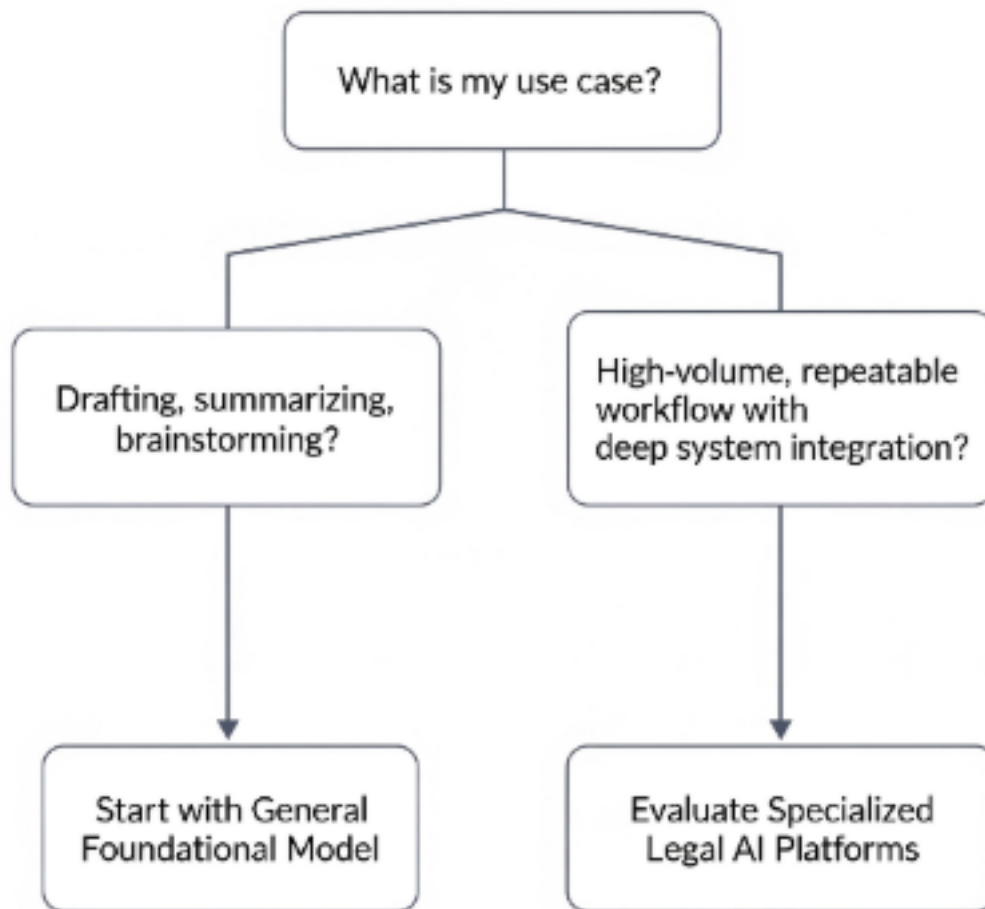 What is my use case?
Drafting, summarizing,
brainstorming?
High-volume, repeatable
workflow with
deep system integration?
Start with General
Foundational Model
Evaluate Specialized
Legal AI Platforms